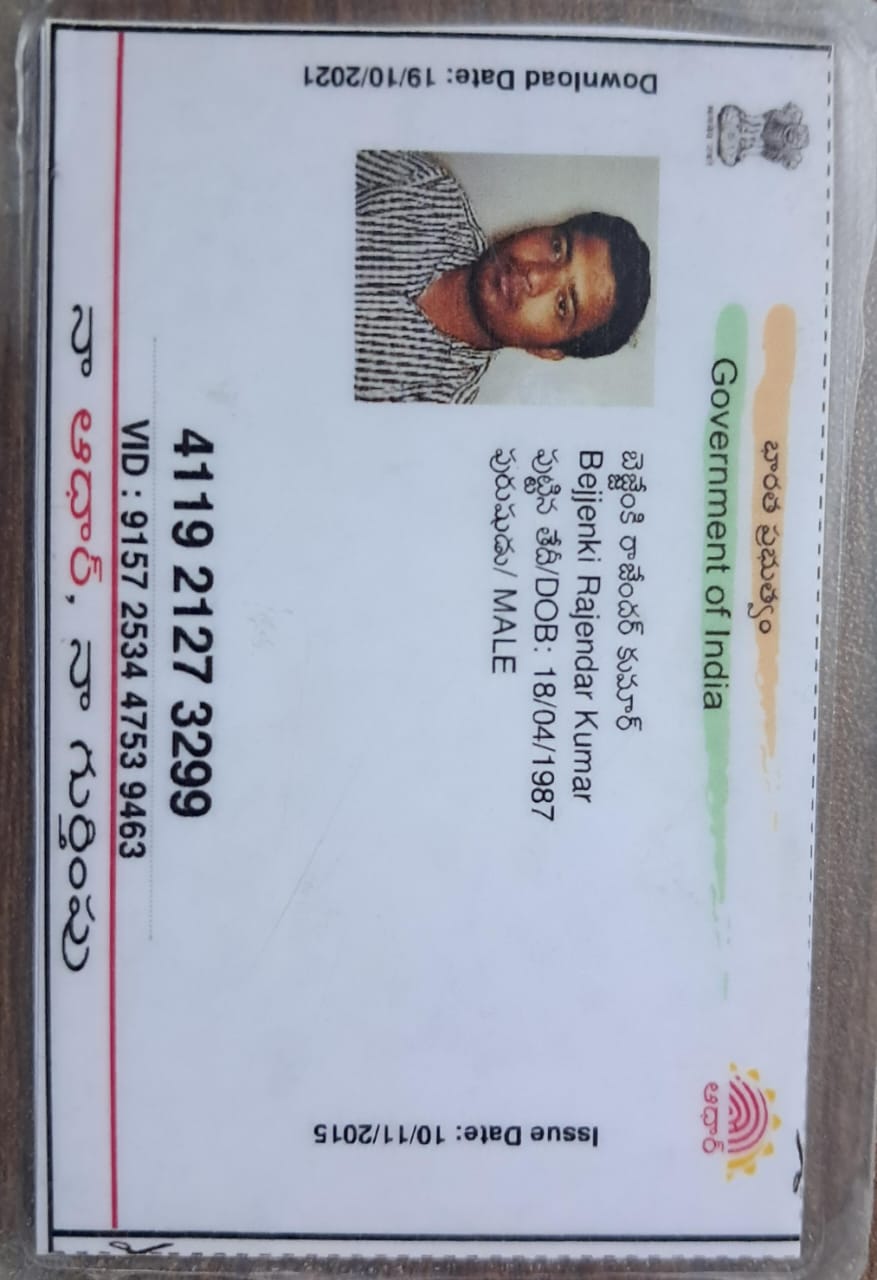 భారత ప్రభుత్వం
Government of India
Download Date: 19/10/2021
బెజ్జెంకి రాజేందర్ కుమార్
Bejjenki Rajendar Kumar
పుట్టిన తేదీ/DOB: 18/04/1987
పురుషుడు/ MALE
ఆధార్
Issue Date: 10/11/2015
4119 2127 3299
VID : 9157 2534 4753 9463
నా ఆధార్, నా గుర్తింపు